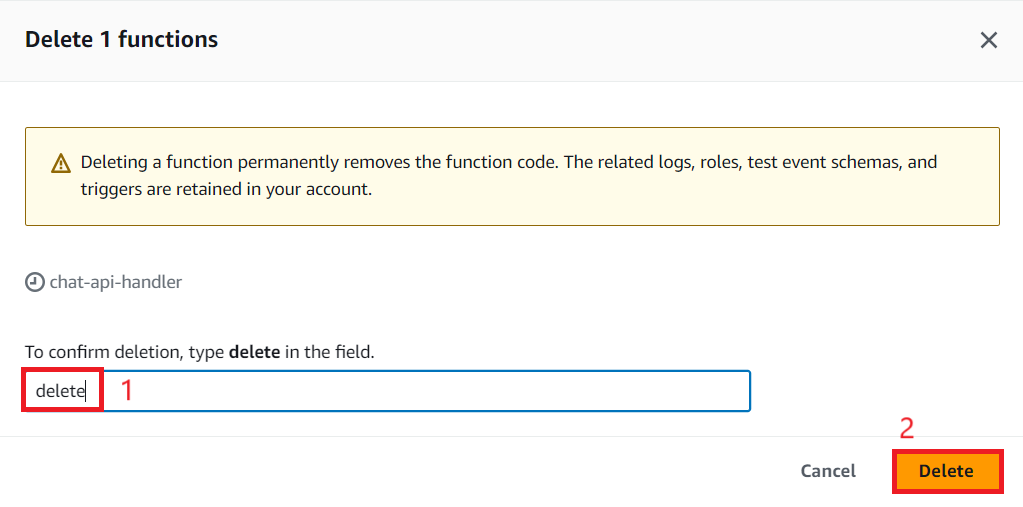 Delete 1 functions
Deleting a function permanently removes the function code. The related logs, roles, test event schemas, and
triggers are retained in your account.
chat-api-handler
To confirm deletion, type delete in the field.
delete 1
2
Cancel Delete